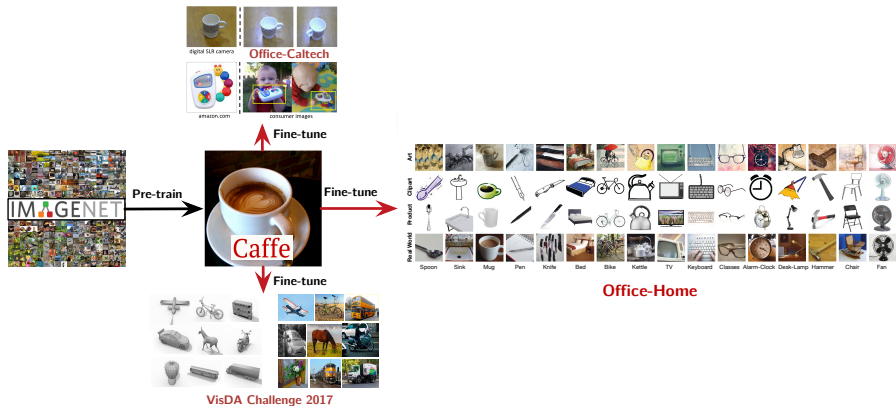 digital SLR camera
Office-Caltech
amazon.com
consumer images
Fine-tune
IMAGENET
Pre-train
Caffe
Fine-tune
Fine-tune
VisDA Challenge 2017
Art
Clipart
Product
Real World
Spoon Sink Mug Pen Knife Bed Bike Kettle TV Keyboard Classes Alarm-Clock Desk-Lamp Hammer Chair Fan
Office-Home